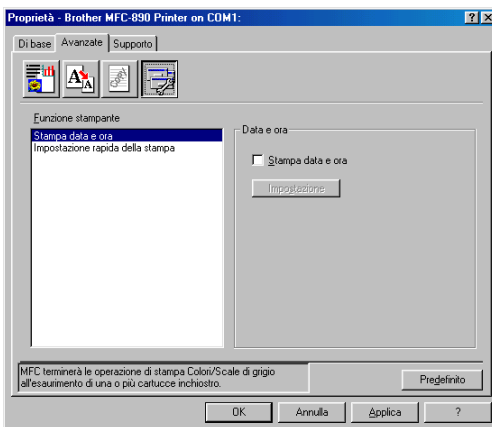 Proprietà - Brother MFC-890 Printer on COM1:
Di base Avanzate Supporto
Funzione stampante
Stampa data e ora
Impostazione rapida della stampa
Data e ora
Stampa data e ora
Impostazione
MFC terminerà le operazione di stampa Colori/Scale di grigio
all'esaurimento di una o più cartucce inchiostro.
Predefinito
OK Annulla Applica ?